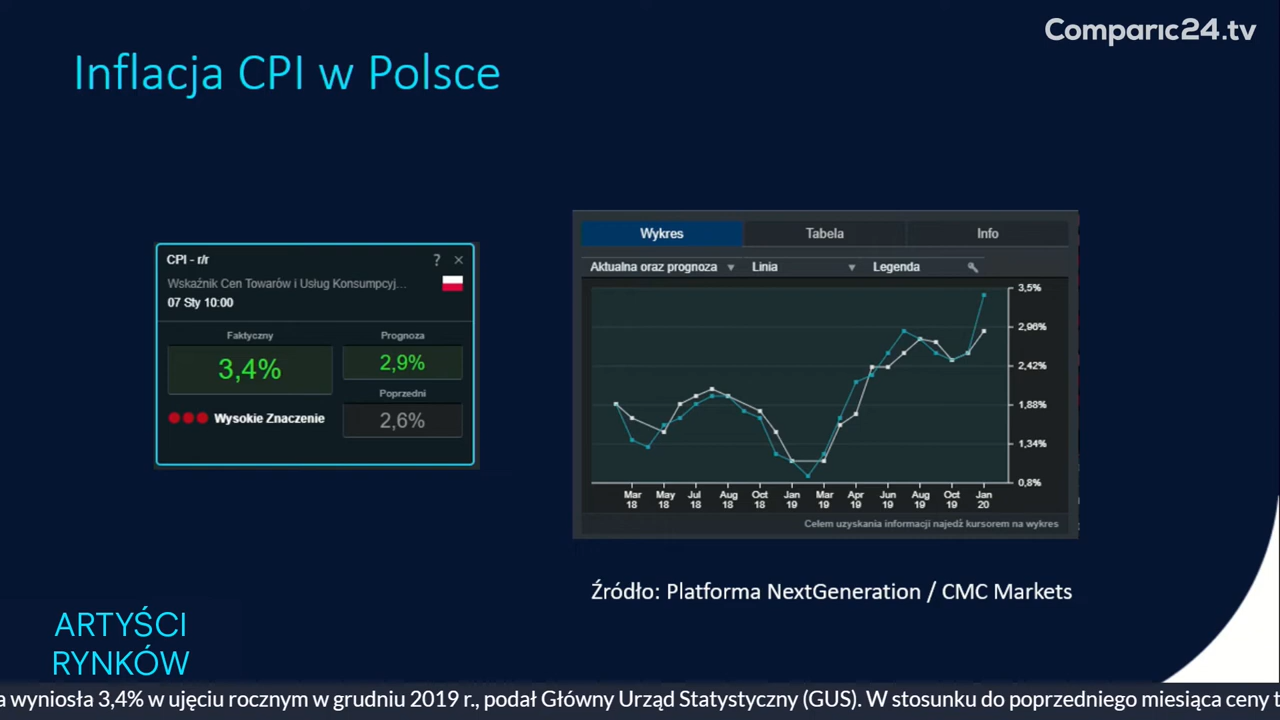 Comparic24.tv
Inflacja CPI w Polsce
CPI - r/r
? ×
Wskaźnik Cen Towarów i Usług Konsumpcyj...
07 Sty 10:00
Faktyczny
3,4%
Prognoza
2,9%
Poprzedni
2,6%
Wysokie Znaczenie
Wykres Tabela Info
Aktualna oraz prognoza Linia Legenda
3,5%
2,96%
2,42%
1,88%
1,34%
0,8%
Mar May Jul Aug Oct Jan Mar Apr Jun Aug Oct Jan
18 18 18 18 18 19 19 19 19 19 19 20
Celem uzyskania informacji najedź kursorem na wykres
Źródło: Platforma NextGeneration / CMC Markets
ARTYŚCI
RYNKÓW
a wyniosła 3,4% w ujęciu rocznym w grudniu 2019 r., podał Główny Urząd Statystyczny (GUS). W stosunku do poprzedniego miesiąca ceny t